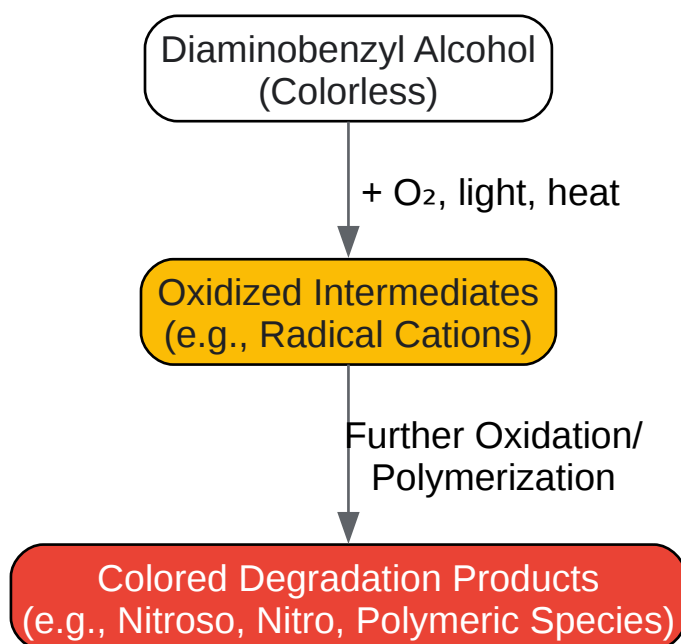 Diaminobenzyl Alcohol
(Colorless)
+ O₂, light, heat
Oxidized Intermediates
(e.g., Radical Cations)
Further Oxidation/
Polymerization
Colored Degradation Products
(e.g., Nitroso, Nitro, Polymeric Species)